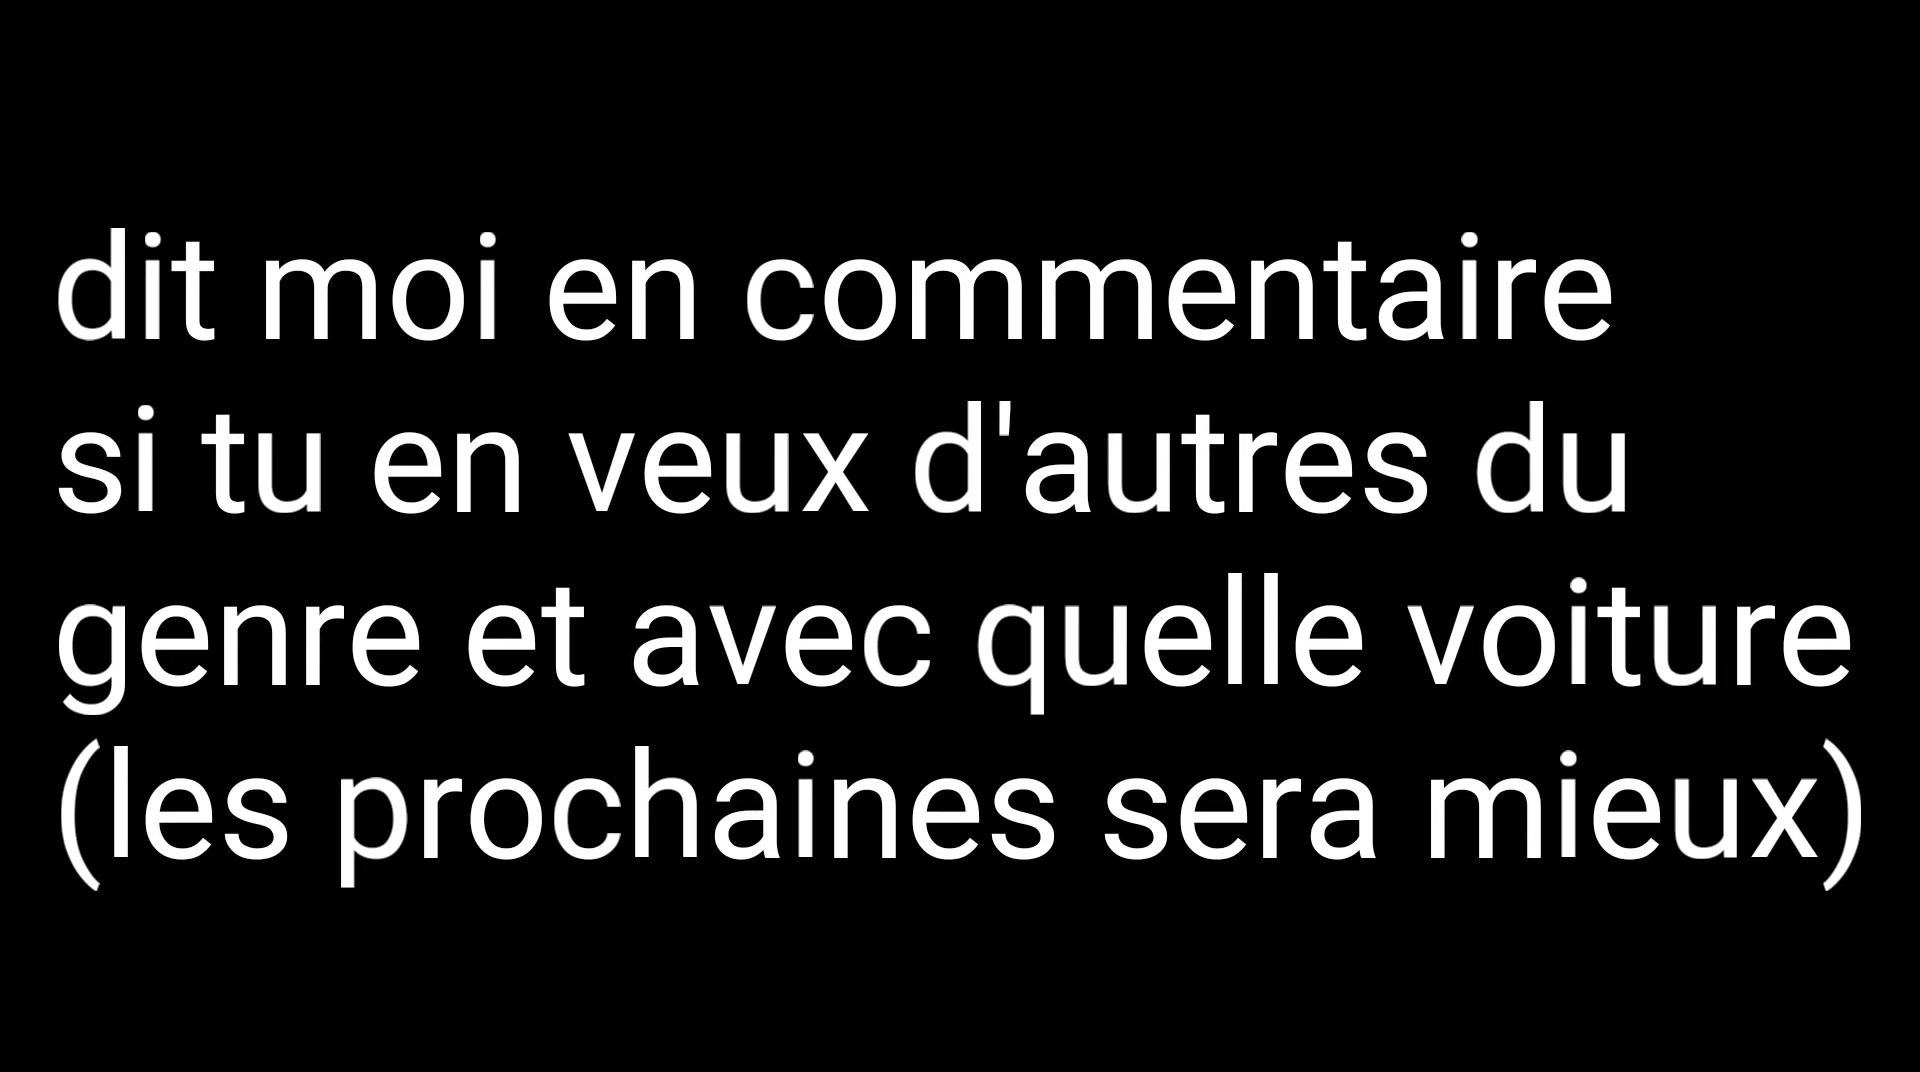 dit moi en commentaire
si tu en veux d'autres du
genre et avec quelle voiture
(les prochaines sera mieux)